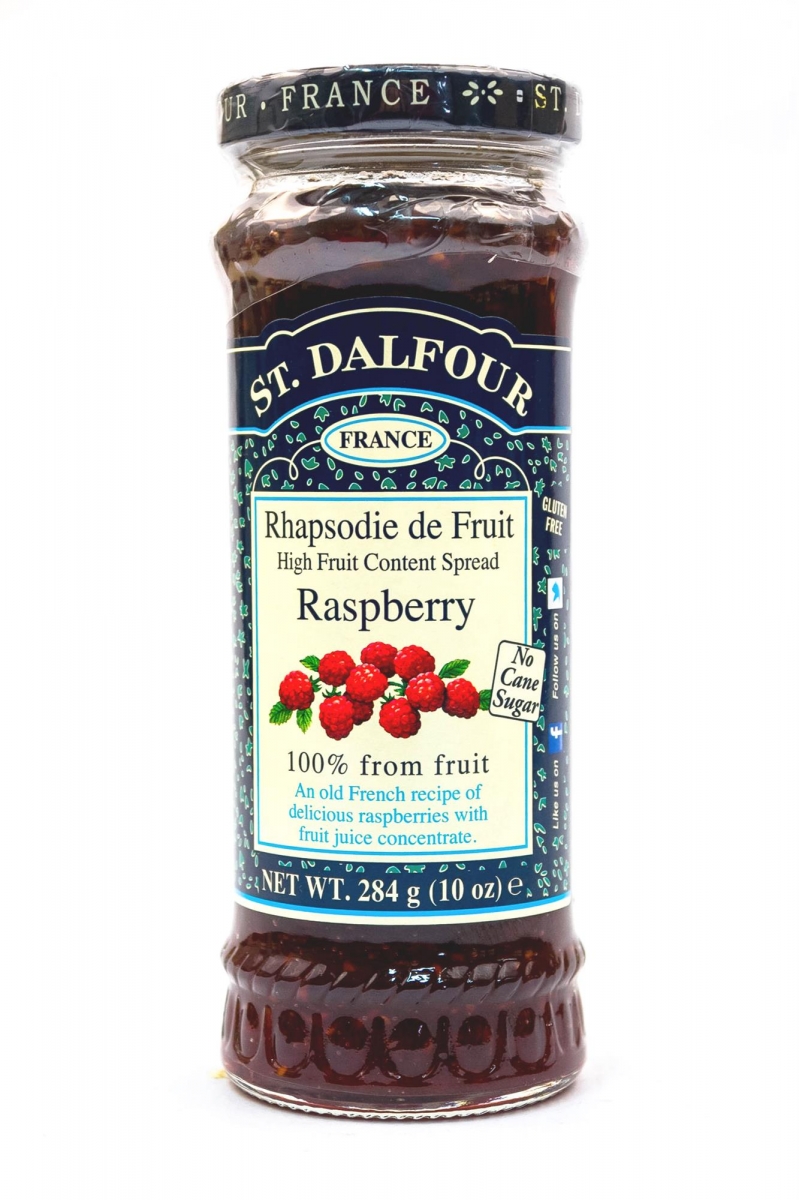 UR · FRANCE ST.
ST. DALFOUR
FRANCE
Rhapsodie de Fruit
High Fruit Content Spread
Raspberry
No
Cane
Sugar
100% from fruit
An old French recipe of
delicious raspberries with
fruit juice concentrate.
NET WT. 284 g (10 oz) ℮
GLUTEN
FREE
Follow us on
Like us on f